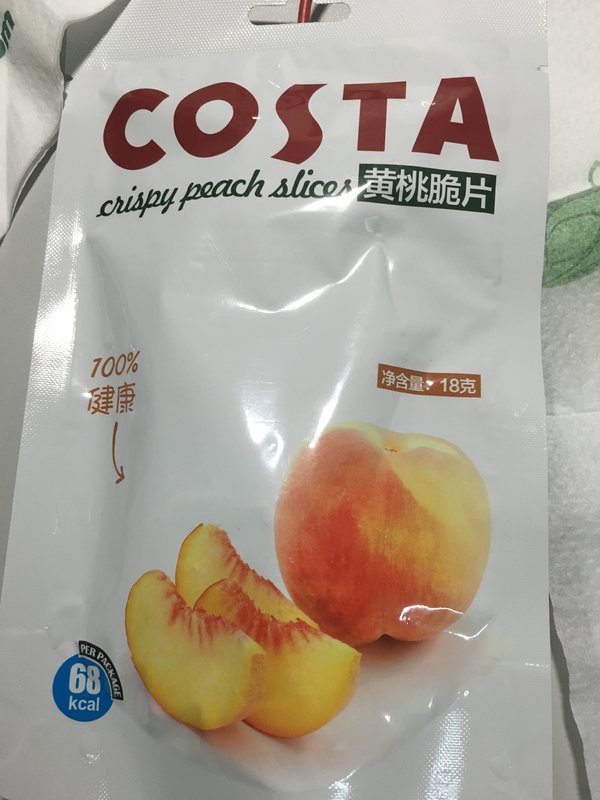 COSTA
crispy peach slices 黄桃脆片
100%
健康
净含量：18克
PER PACKAGE
68
kcal